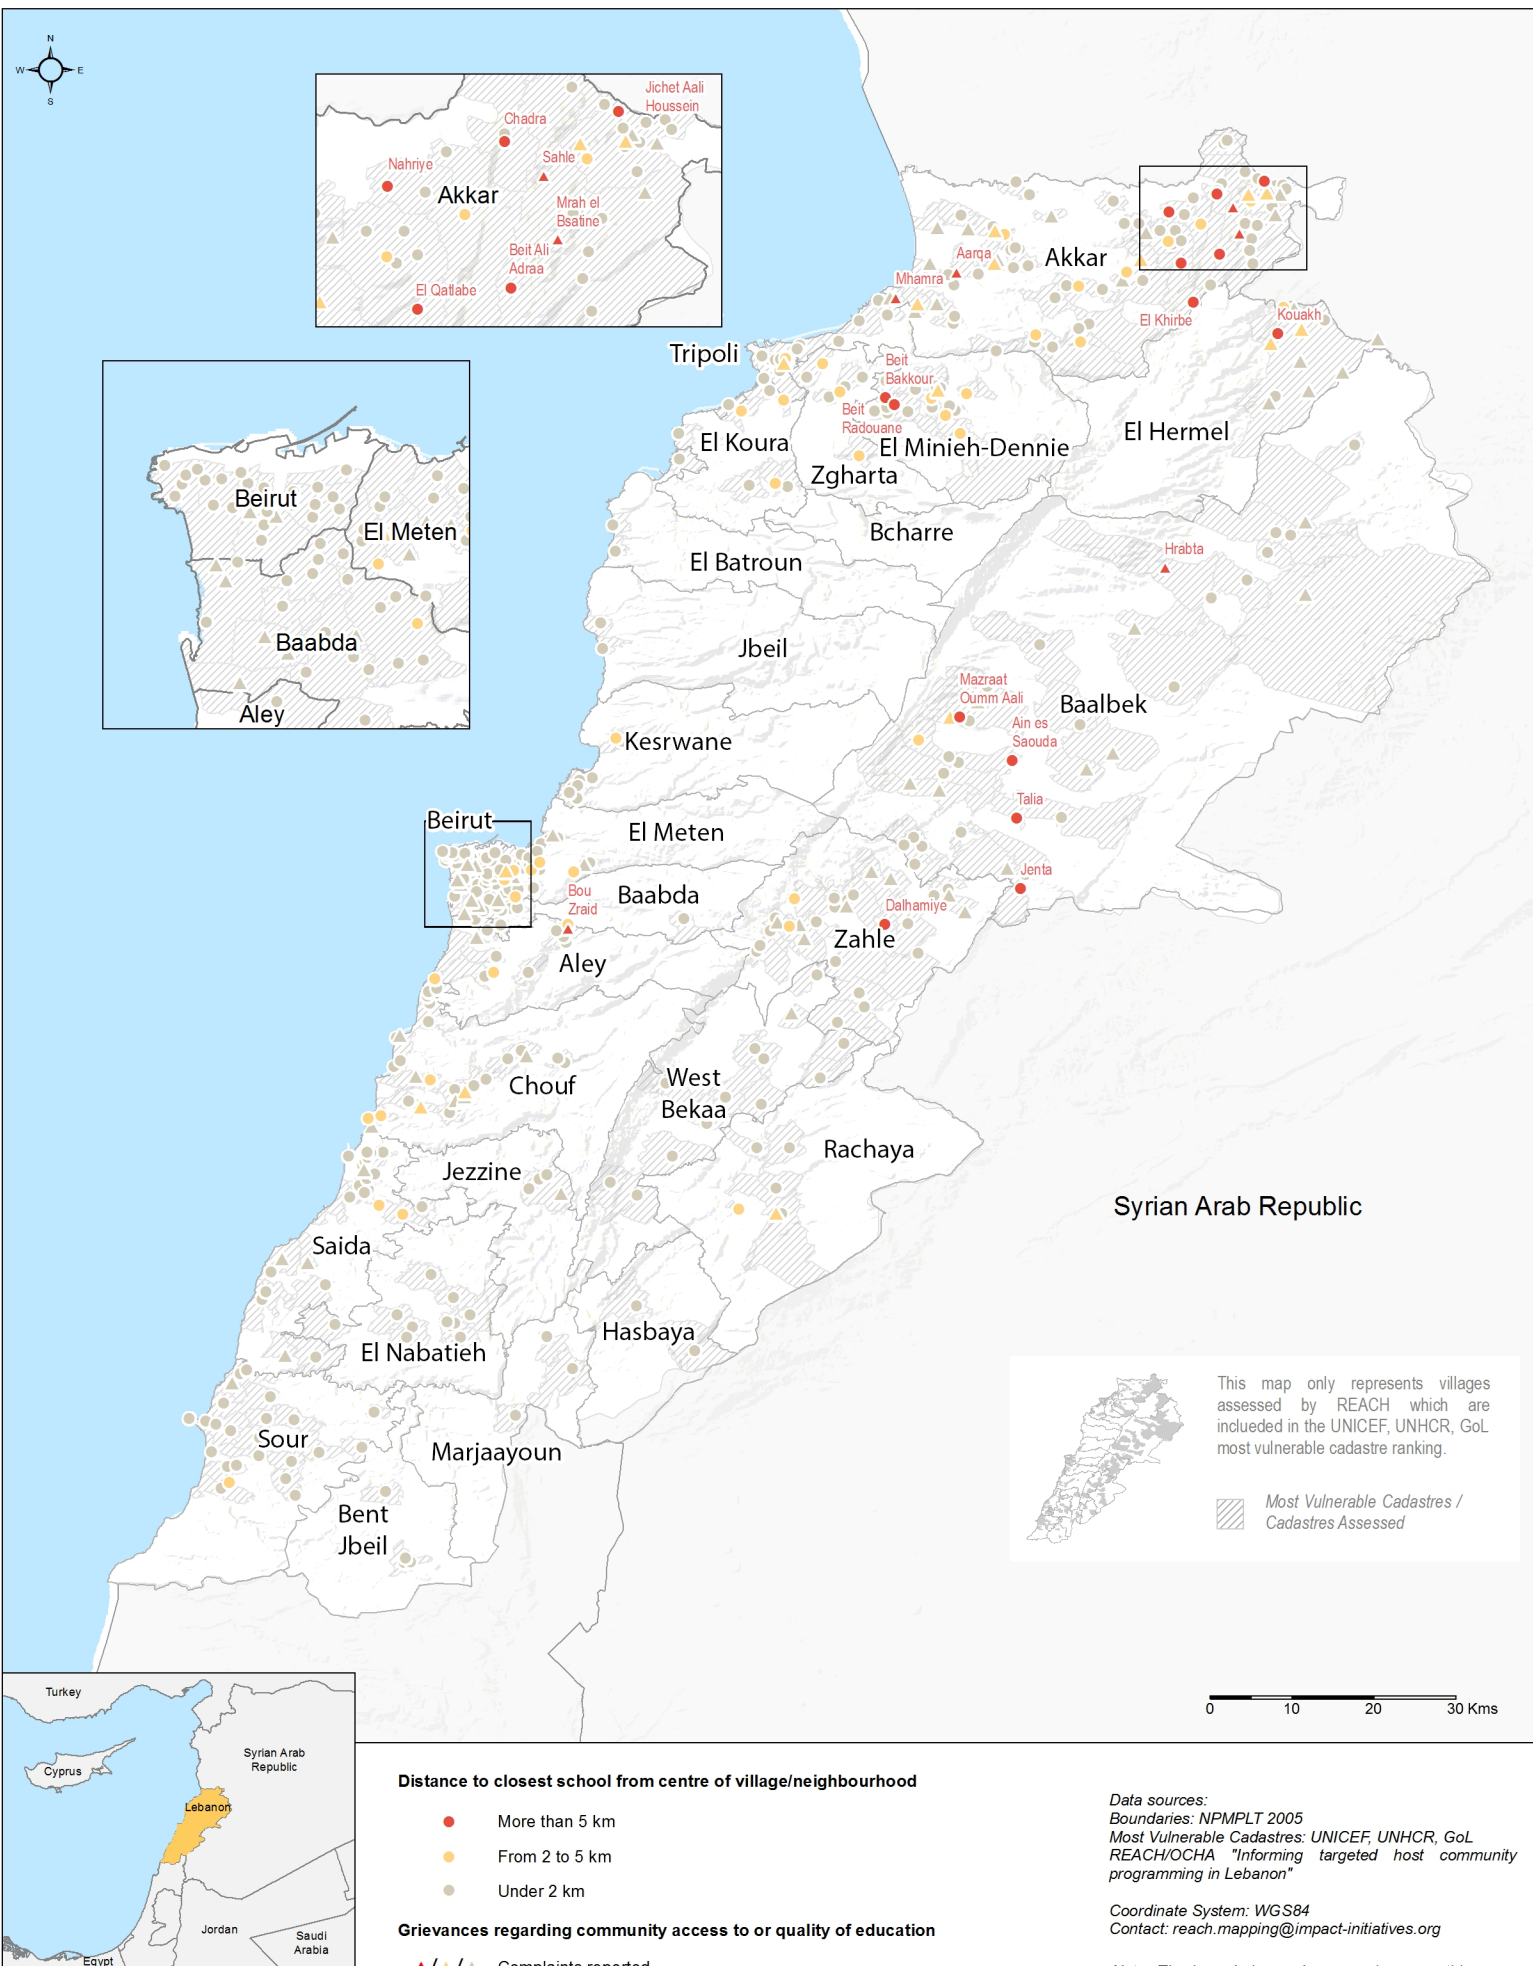 N
W
E
S
Jichet Aali
Houssein
Chadra
Sahle
Nahriye
Akkar
Mrah el
Bsatine
Beit Ali
Adraa
El Qatlabe
Aarqa
Akkar
Mhamra
El Khirbe
Kouakh
Tripoli
Beit
Bakkour
Beit
Radouane
El Koura
El Minieh-Dennie
El Hermel
Zgharta
Beirut
El Meten
Baabda
Aley
Bcharre
El Batroun
Hrabta
Jbeil
Mazraat
Oumm Aali
Baalbek
Ain es
Saouda
Kesrwane
Talia
Beirut
El Meten
Jenta
Bou
Zraid
Baabda
Dalhamiye
Zahle
Aley
Chouf
West
Bekaa
Rachaya
Jezzine
Syrian Arab Republic
Saida
Hasbaya
El Nabatieh
Sour
Marjaayoun
Bent
Jbeil
This map only represents villages
assessed by REACH which are
inclueded in the UNICEF, UNHCR, GoL
most vulnerable cadastre ranking.
Most Vulnerable Cadastres /
Cadastres Assessed
0 10 20 30 Kms
Turkey
Cyprus
Syrian Arab
Republic
Lebanon
Jordan
Saudi
Arabia
Egypt
Distance to closest school from centre of village/neighbourhood
More than 5 km
From 2 to 5 km
Under 2 km
Grievances regarding community access to or quality of education
Complaints reported
Data sources:
Boundaries: NPMPLT 2005
Most Vulnerable Cadastres: UNICEF, UNHCR, GoL
REACH/OCHA "Informing targeted host community
programming in Lebanon"
Coordinate System: WGS84
Contact: reach.mapping@impact-initiatives.org